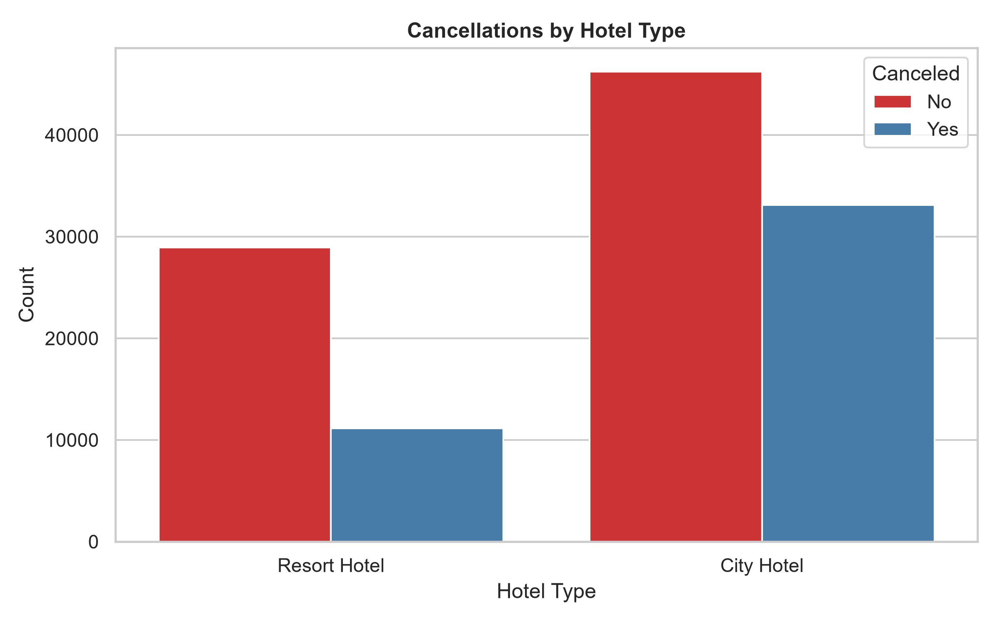 Cancellations by Hotel Type
Canceled
No
Yes
40000
30000
20000
10000
0
Count
Resort Hotel
City Hotel
Hotel Type